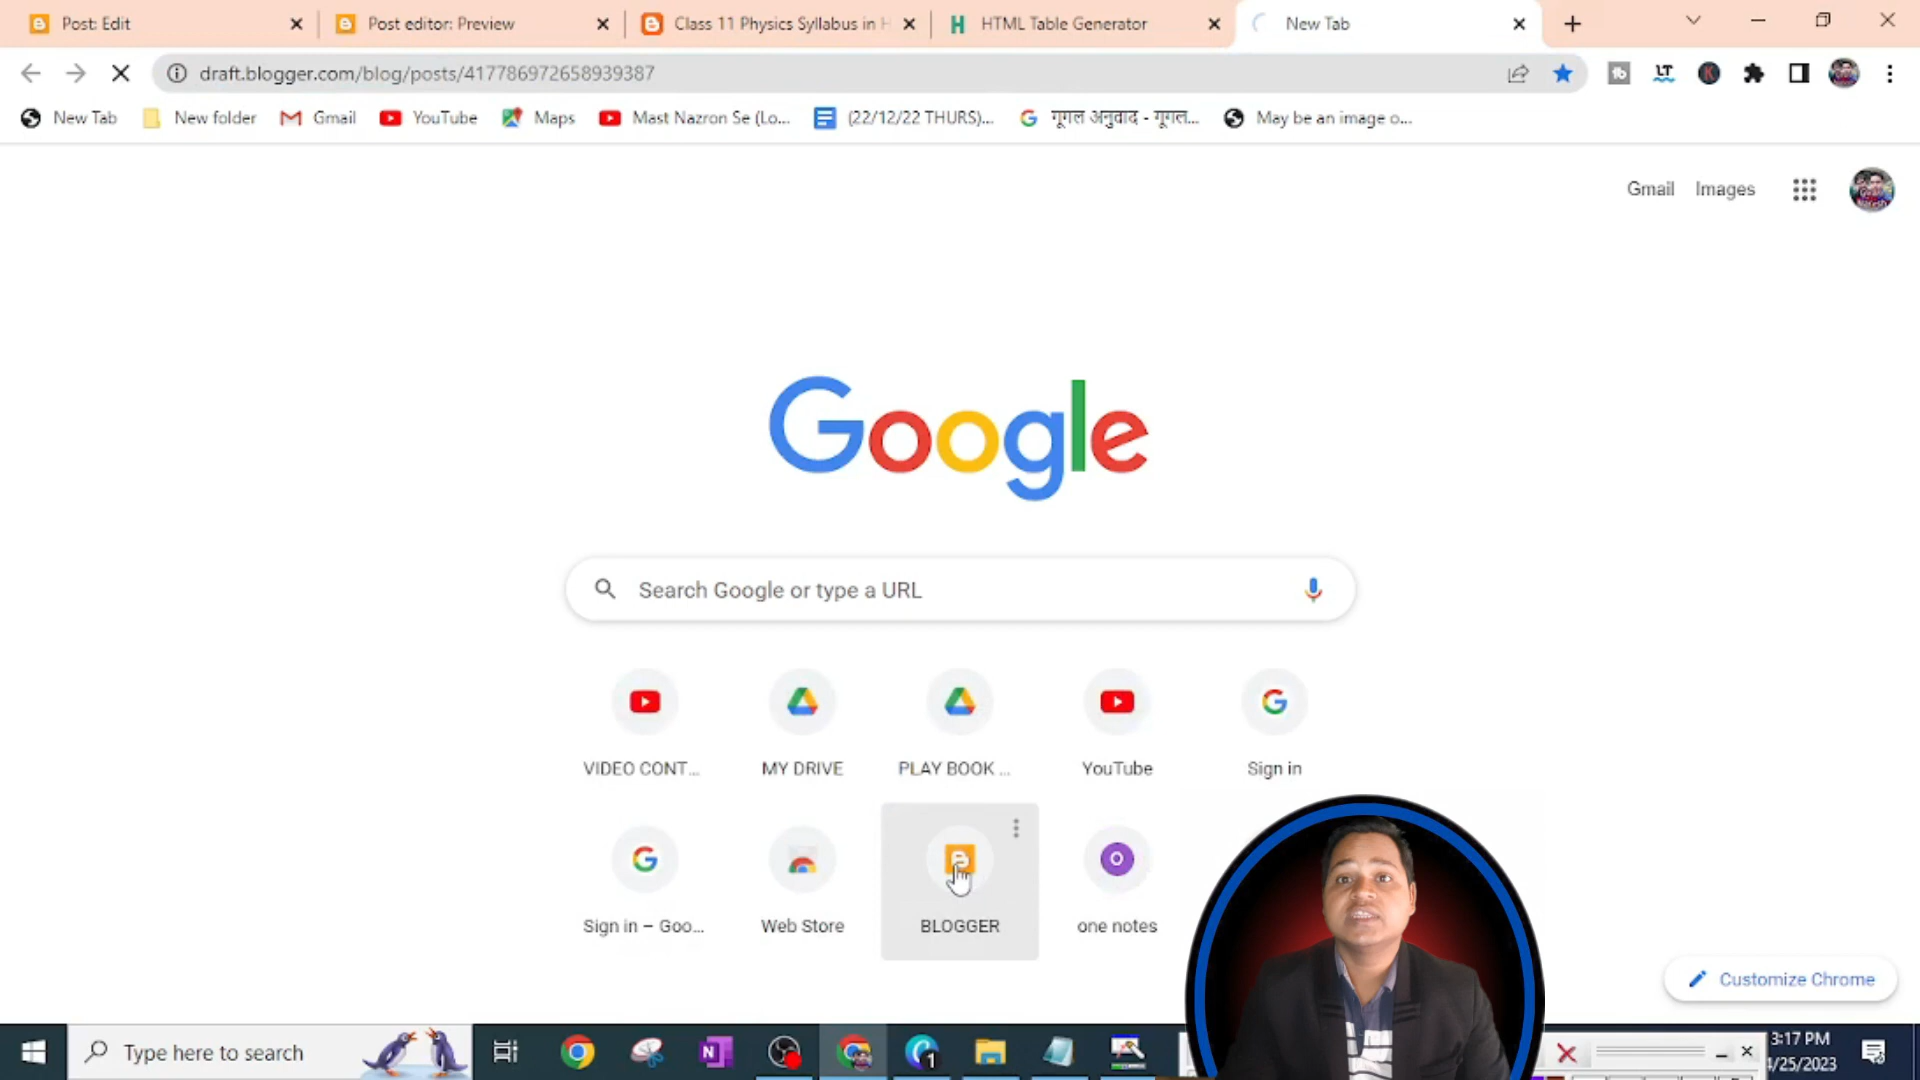 Post: Edit
Post editor: Preview
Class 11 Physics Syllabus in H
HTML Table Generator
New Tab
draft.blogger.com/blog/posts/417786972658939387
New Tab
New folder
Gmail
YouTube
Maps
Mast Nazron Se (Lo...
(22/12/22 THURS)...
गूगल अनुवाद - गूगल...
May be an image o...
Gmail
Images
Google
Search Google or type a URL
VIDEO CONT...
MY DRIVE
PLAY BOOK ...
YouTube
Sign in
Sign in – Goo...
Web Store
BLOGGER
one notes
Customize Chrome
Type here to search
3:17 PM
4/25/2023